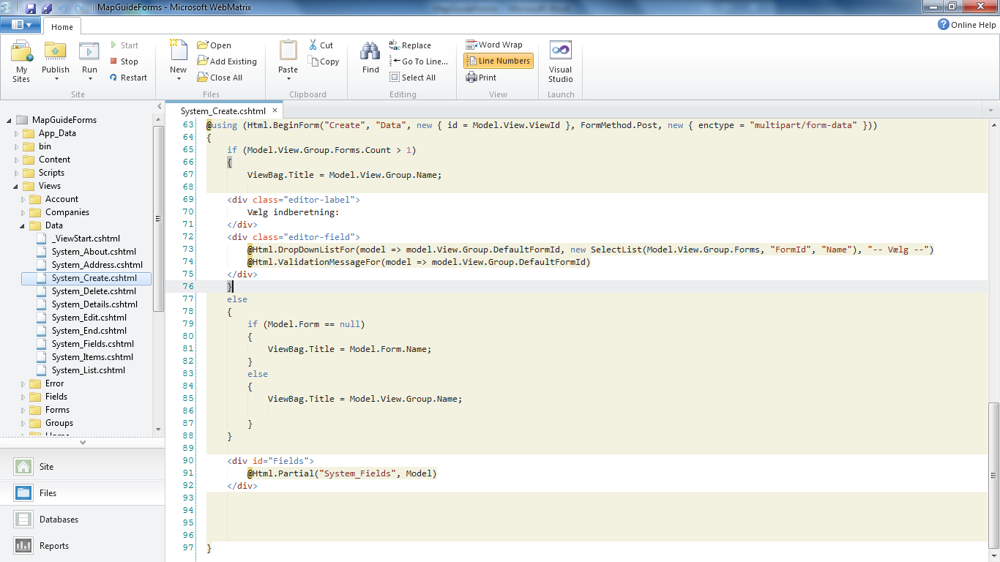 MapGuideForms - Microsoft WebMatrix
Home
Online Help
My Sites
Publish
Run
Start
Stop
Restart
Site
New
Open
Add Existing
Close All
Files
Paste
Cut
Copy
Clipboard
Find
Replace
Go To Line...
Select All
Editing
Word Wrap
Line Numbers
Print
View
Visual Studio
Launch
MapGuideForms
App_Data
bin
Content
Scripts
Views
Account
Companies
Data
_ViewStart.cshtml
System_About.cshtml
System_Address.cshtml
System_Create.cshtml
System_Delete.cshtml
System_Details.cshtml
System_Edit.cshtml
System_End.cshtml
System_Fields.cshtml
System_Items.cshtml
System_List.cshtml
Error
Fields
Forms
Groups
Site
Files
Databases
Reports
System_Create.cshtml
63 @using (Html.BeginForm("Create", "Data", new { id = Model.View.ViewId }, FormMethod.Post, new { enctype = "multipart/form-data" }))
64 {
65     if (Model.View.Group.Forms.Count > 1)
66     {
67         ViewBag.Title = Model.View.Group.Name;
68
69     <div class="editor-label">
70         Vælg indberetning:
71     </div>
72     <div class="editor-field">
73         @Html.DropDownListFor(model => model.View.Group.DefaultFormId, new SelectList(Model.View.Group.Forms, "FormId", "Name"), "-- Vælg --")
74         @Html.ValidationMessageFor(model => model.View.Group.DefaultFormId)
75     </div>
76     }
77     else
78     {
79         if (Model.Form == null)
80         {
81             ViewBag.Title = Model.Form.Name;
82         }
83         else
84         {
85             ViewBag.Title = Model.View.Group.Name;
86
87         }
88     }
89
90     <div id="Fields">
91         @Html.Partial("System_Fields", Model)
92     </div>
93
94
95
96
97 }